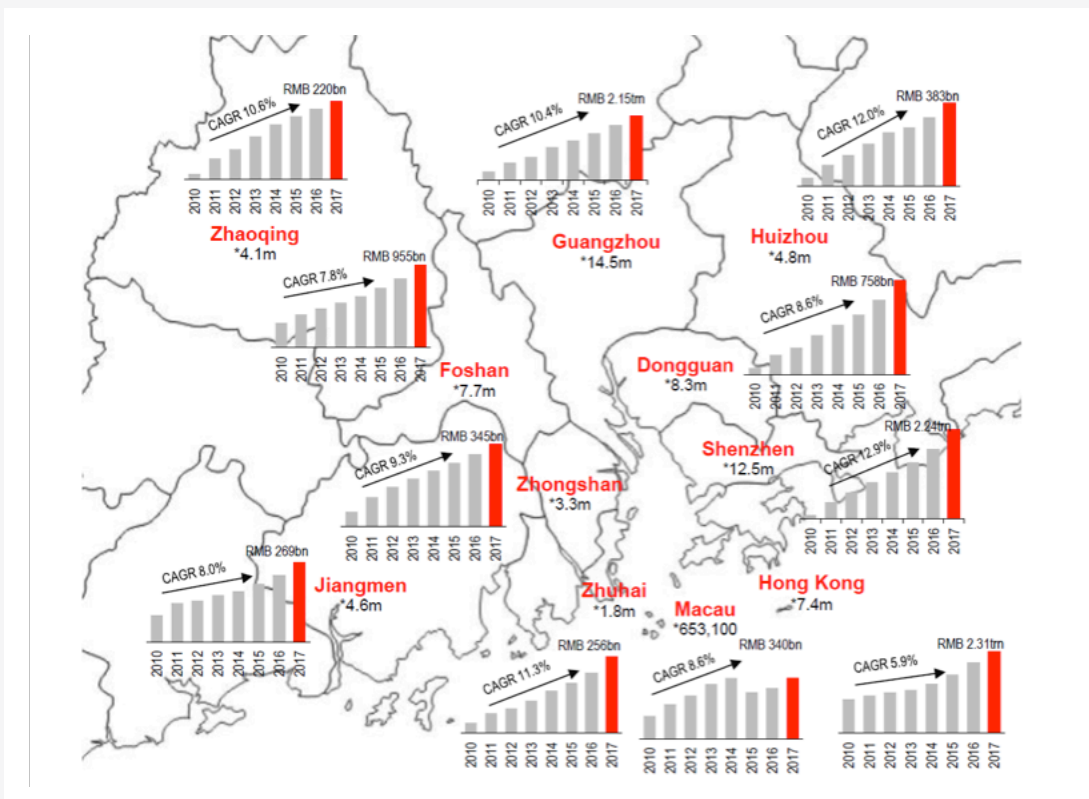 RMB 220bn
CAGR 10.6%
2010 2011 2012 2013 2014 2015 2016 2017
Zhaoqing
*4.1m
RMB 2.15trn
CAGR 10.4%
2010 2011 2012 2013 2014 2015 2016 2017
Guangzhou
*14.5m
RMB 383bn
CAGR 12.0%
2010 2011 2012 2013 2014 2015 2016 2017
Huizhou
*4.8m
RMB 955bn
CAGR 7.8%
2010 2011 2012 2013 2014 2015 2016 2017
Foshan
*7.7m
RMB 758bn
CAGR 8.6%
2010 2011 2012 2013 2014 2015 2016 2017
Dongguan
*8.3m
RMB 345bn
CAGR 9.3%
2010 2011 2012 2013 2014 2015 2016 2017
Zhongshan
*3.3m
RMB 2.24trn
CAGR 12.9%
2010 2011 2012 2013 2014 2015 2016 2017
Shenzhen
*12.5m
RMB 269bn
CAGR 8.0%
2010 2011 2012 2013 2014 2015 2016 2017
Jiangmen
*4.6m
Zhuhai
*1.8m
RMB 256bn
CAGR 11.3%
2010 2011 2012 2013 2014 2015 2016 2017
Macau
*653,100
RMB 340bn
CAGR 8.6%
2010 2011 2012 2013 2014 2015 2016 2017
Hong Kong
*7.4m
RMB 2.31trn
CAGR 5.9%
2010 2011 2012 2013 2014 2015 2016 2017